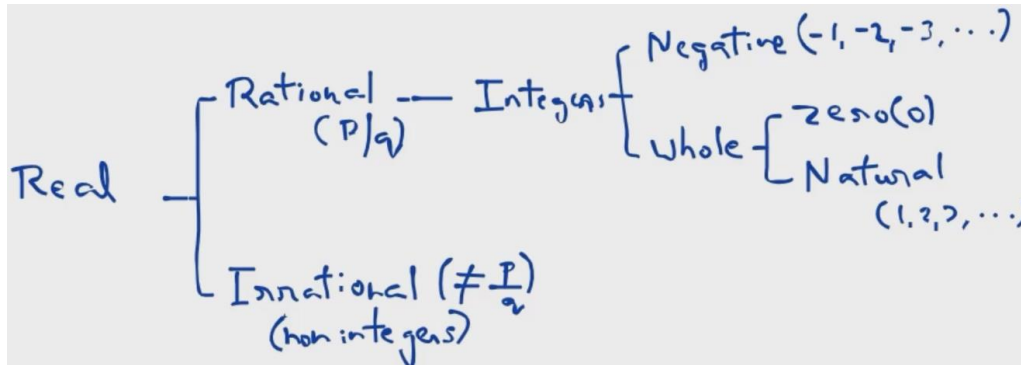 Negative (-1, -2, -3, ...)
Rational — Integers
(P/q)
zero(0)
whole
Natural
(1, 2, 3, ...,
Real
Irrational (≠ P/q)
(non integers)